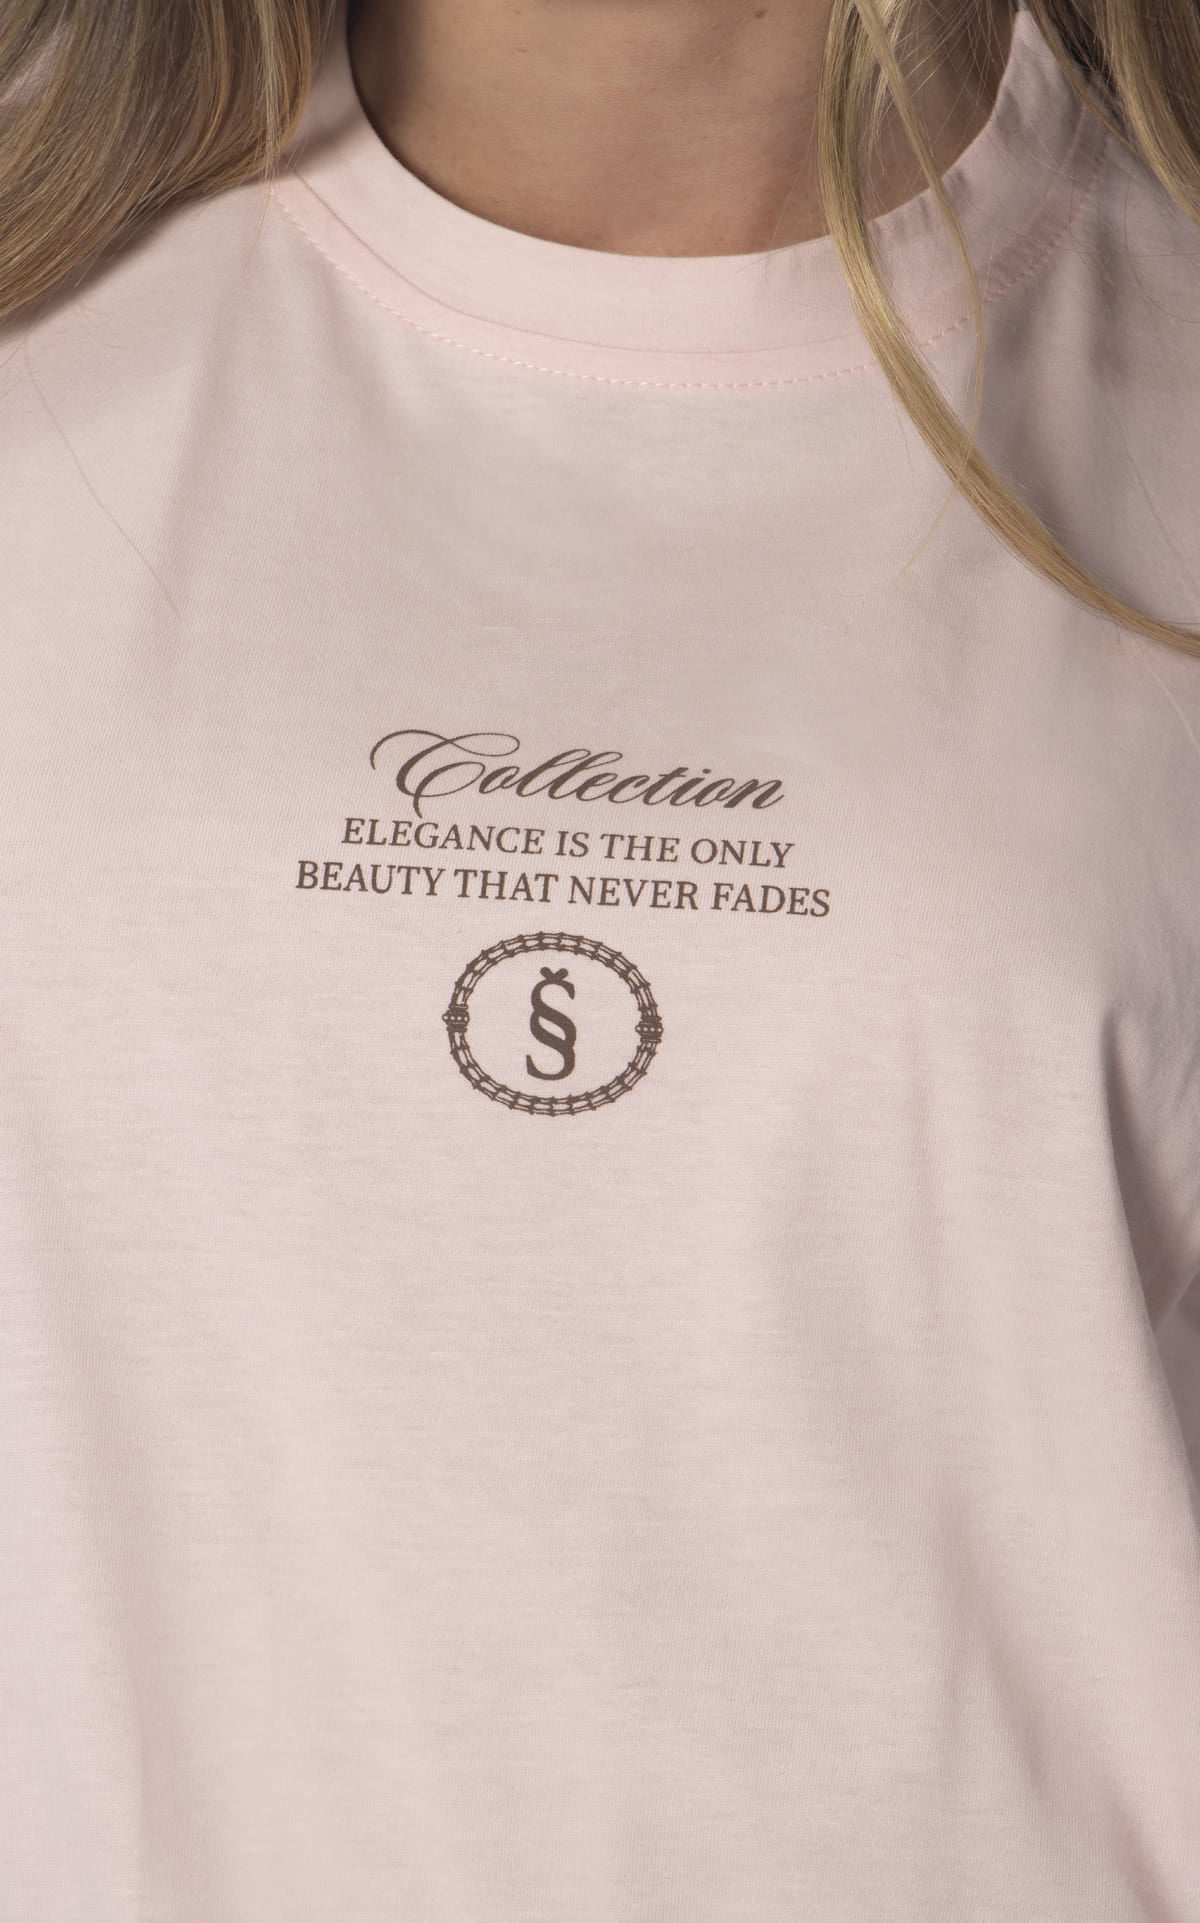 Collection
ELEGANCE IS THE ONLY
BEAUTY THAT NEVER FADES
Š